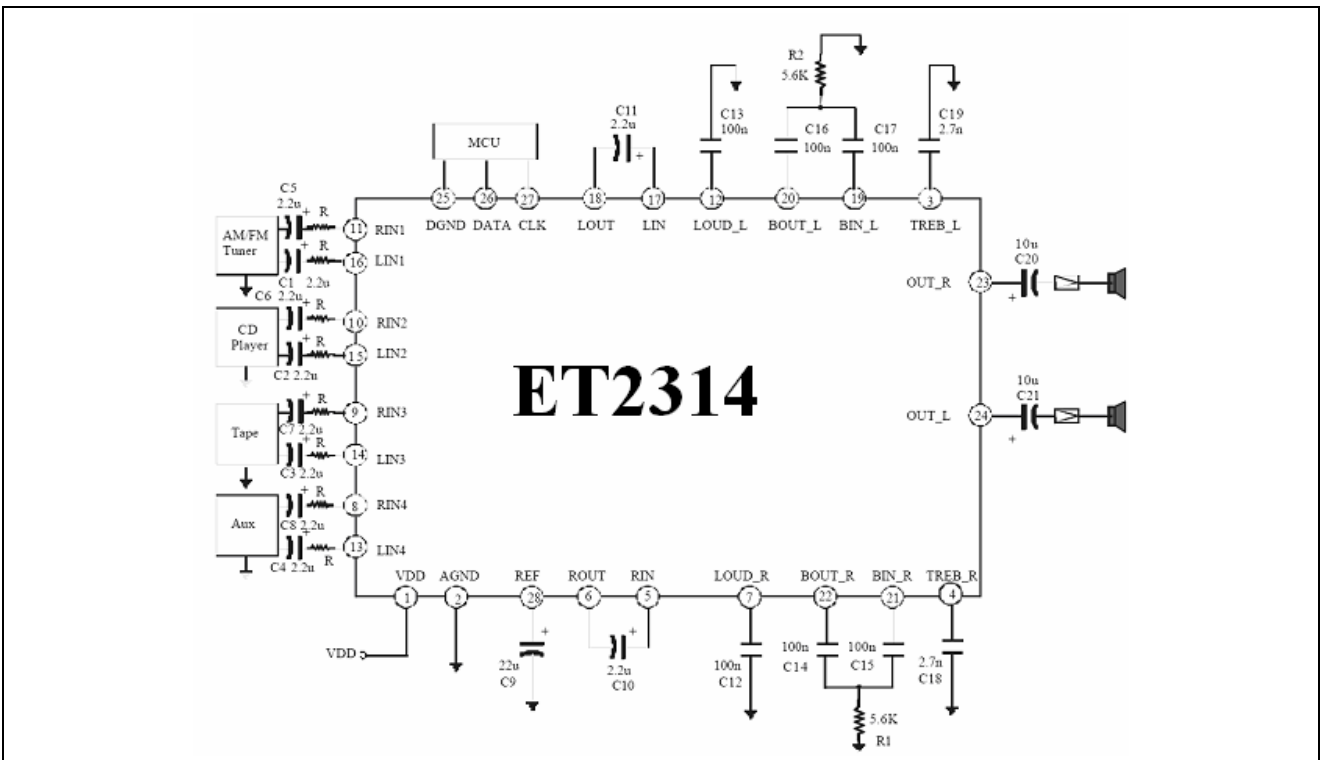 R2
5.6K
C11
2.2u
C13
100n
C16
100n
C17
100n
C19
2.7n
MCU
25 26 27 18 17 12 20 19 3
DGND DATA CLK LOUT LIN LOUD_L BOUT_L BIN_L TREB_L
C5
2.2u
+ R
AM/FM
Tuner
11 RIN1
R
+
16 LIN1
C1 2.2u
C6 2.2u
+ R
CD
Player
10 RIN2
+ R
15 LIN2
C2 2.2u
+ R
Tape
9 RIN3
C7 2.2u
+ R
14 LIN3
C3 2.2u
+ R
Aux
8 RIN4
C8 2.2u
+
13 LIN4
C4 2.2u R
ET2314
10u
C20
OUT_R 23
+
10u
C21
OUT_L 24
+
VDD AGND REF ROUT RIN LOUD_R BOUT_R BIN_R TREB_R
1 2 28 6 5 7 22 21 4
VDD
+
22u
C9
+
2.2u
C10
100n
C12
100n
C14
100n
C15
2.7n
C18
5.6K
R1